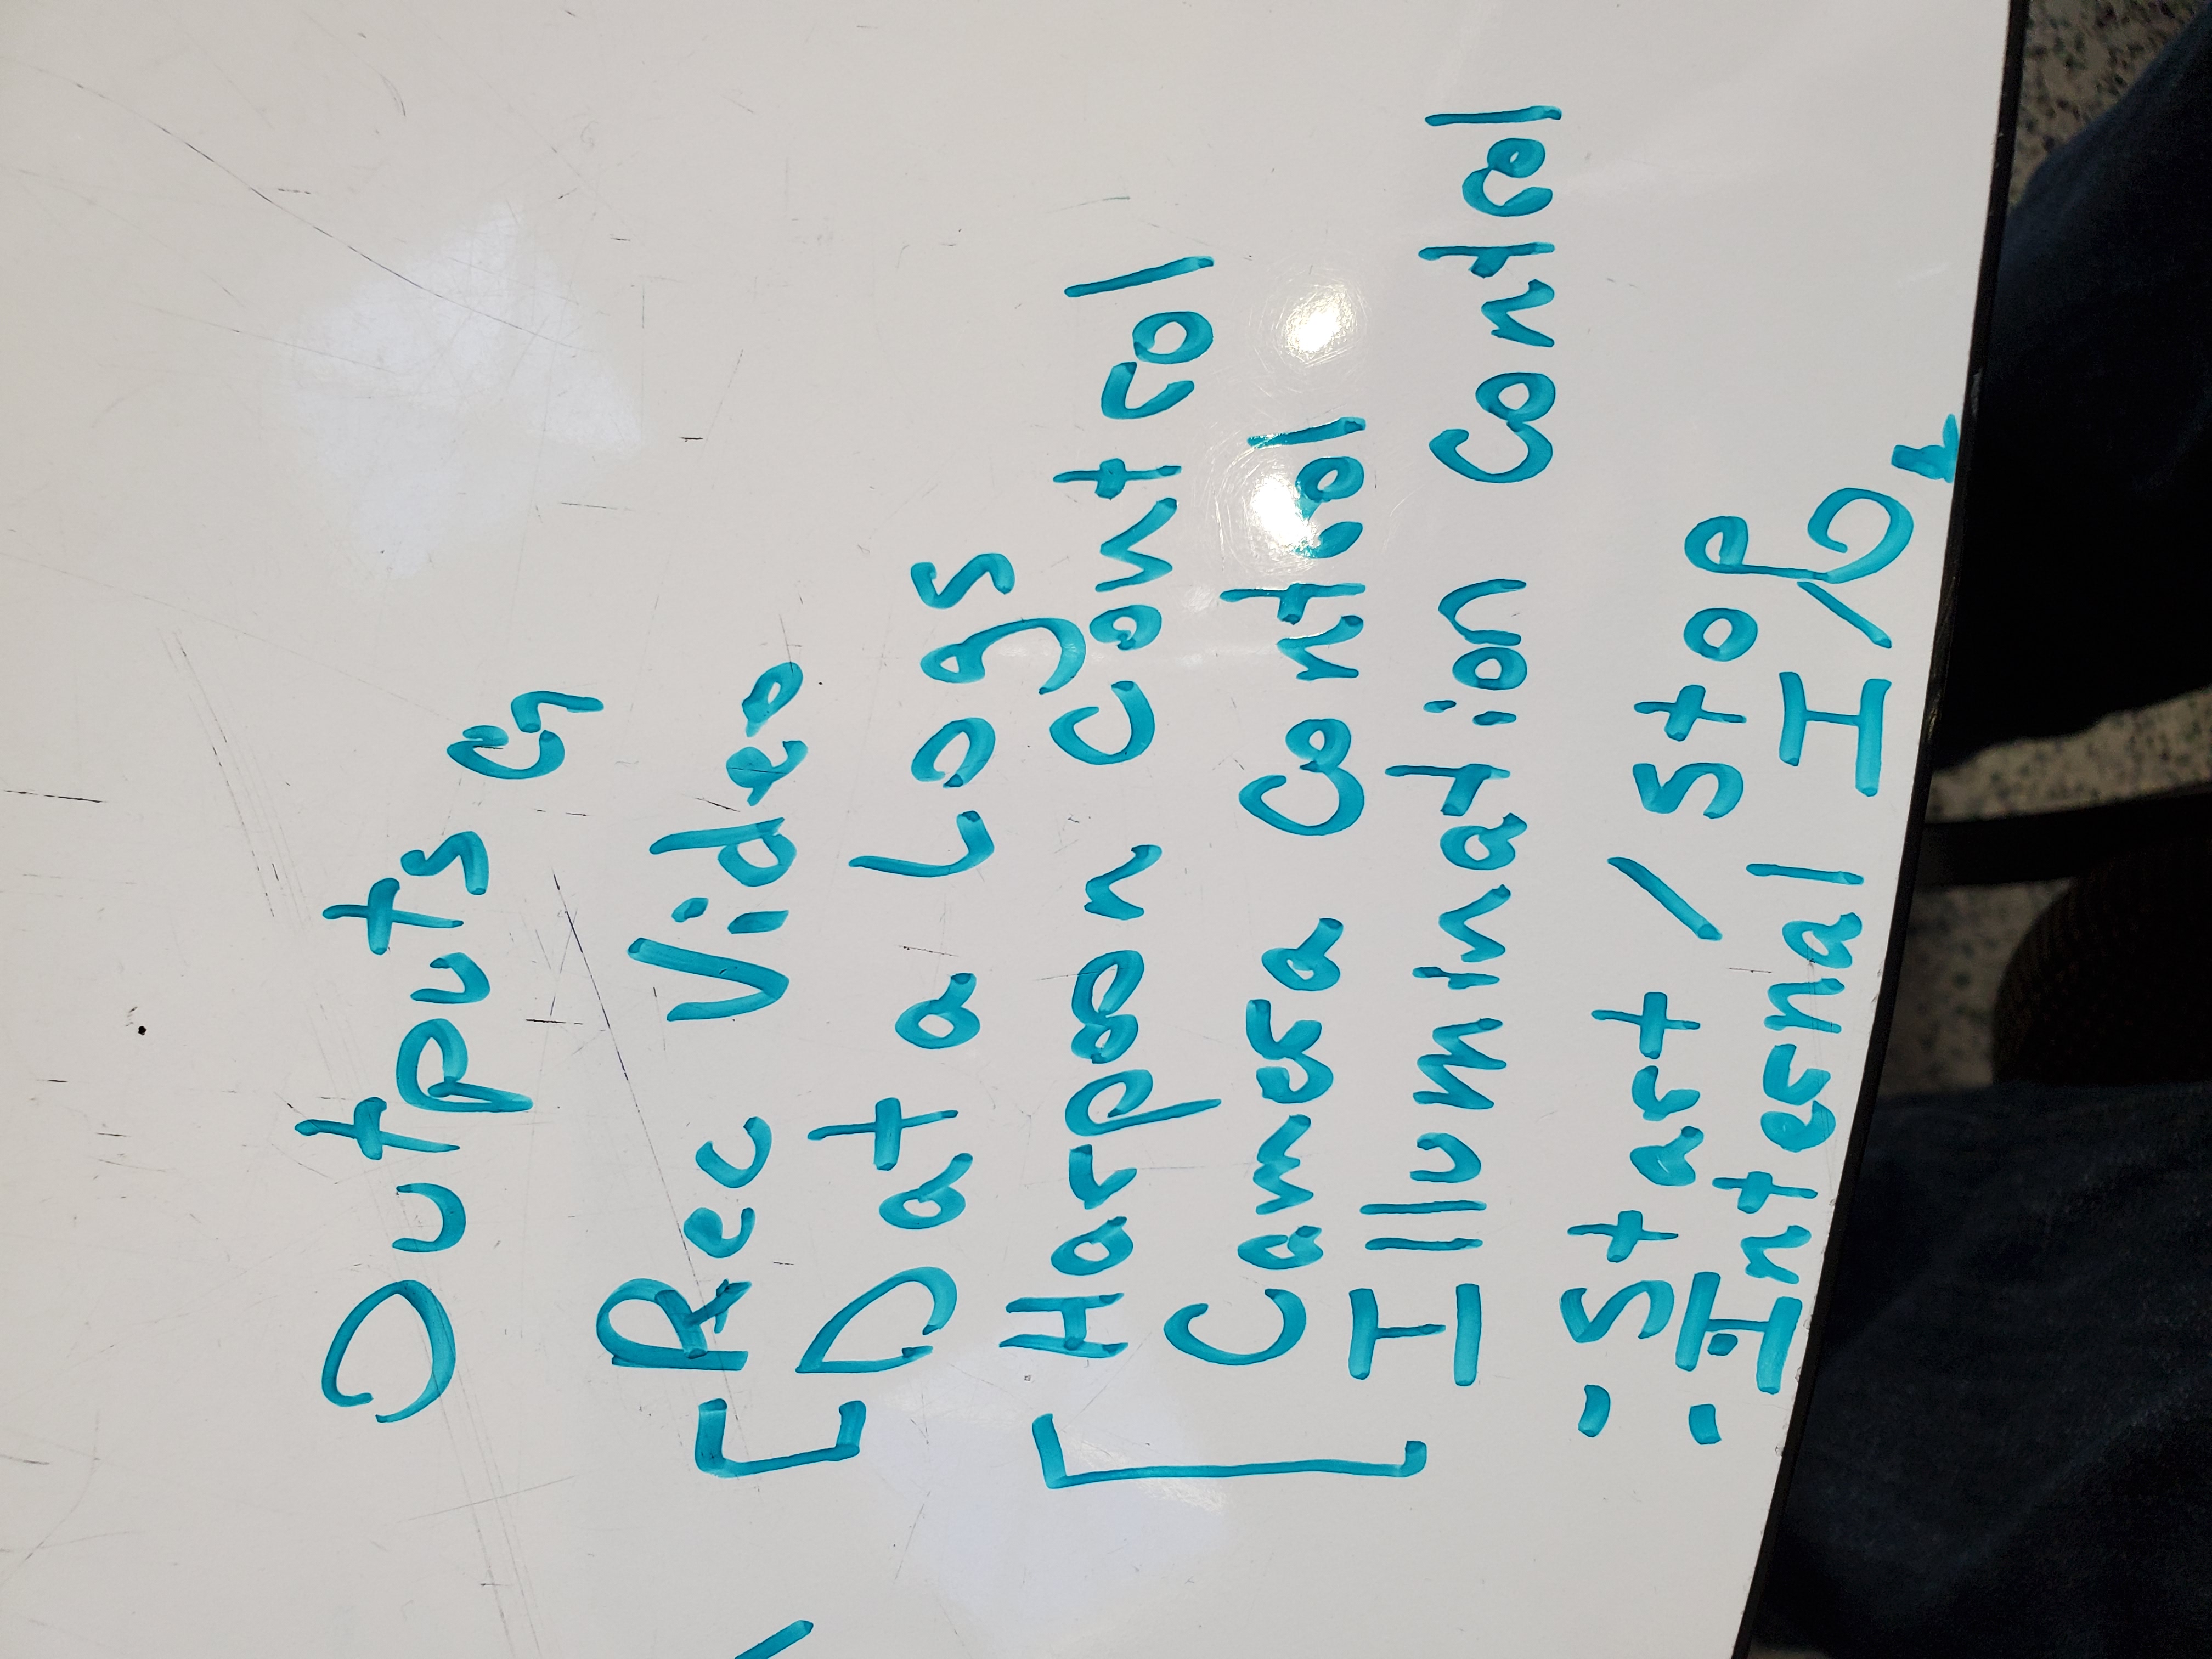 Outputs
Rec Video
Data Logs
Harpoon Control
Camera Control
Illumination Control
- Start / Stop
- Internal I/O